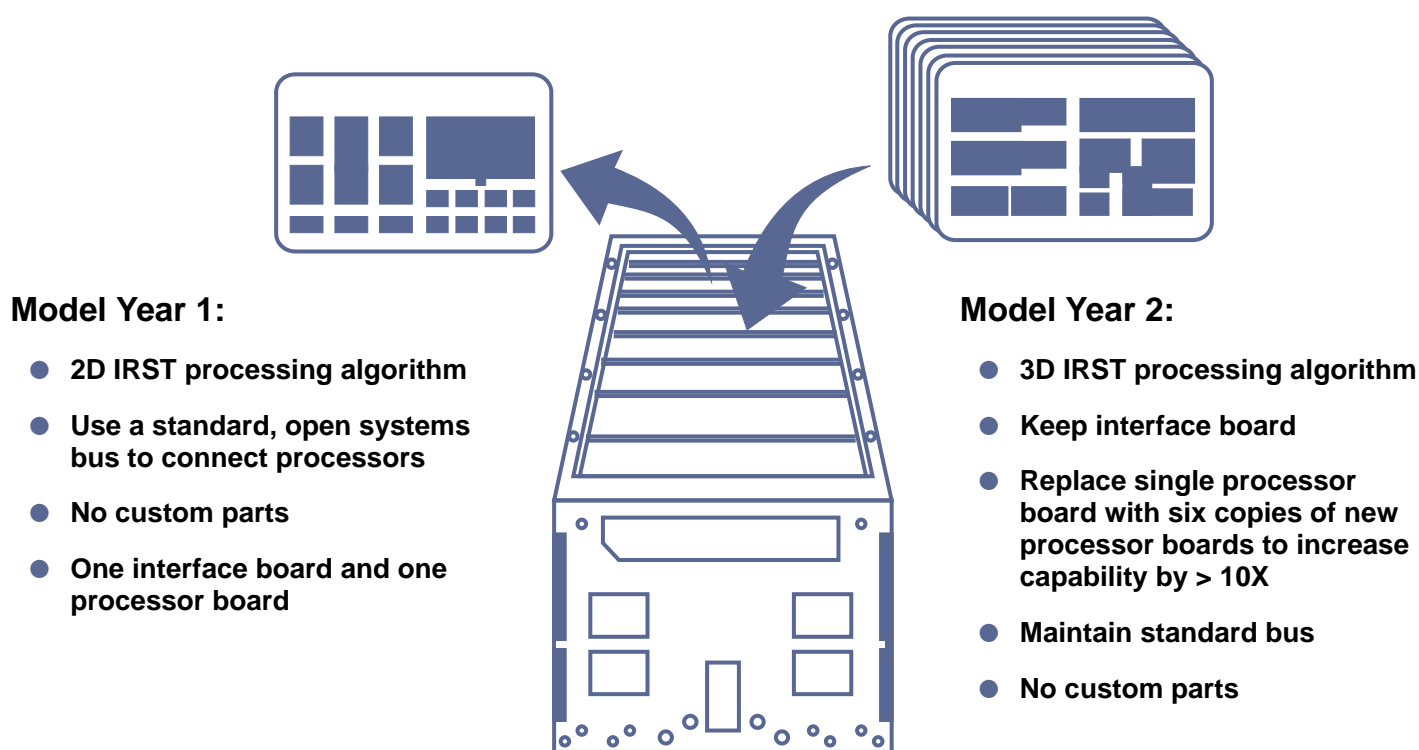 Model Year 1:
2D IRST processing algorithm
Use a standard, open systems
bus to connect processors
No custom parts
One interface board and one
processor board
Model Year 2:
3D IRST processing algorithm
Keep interface board
Replace single processor
board with six copies of new
processor boards to increase
capability by > 10X
Maintain standard bus
No custom parts